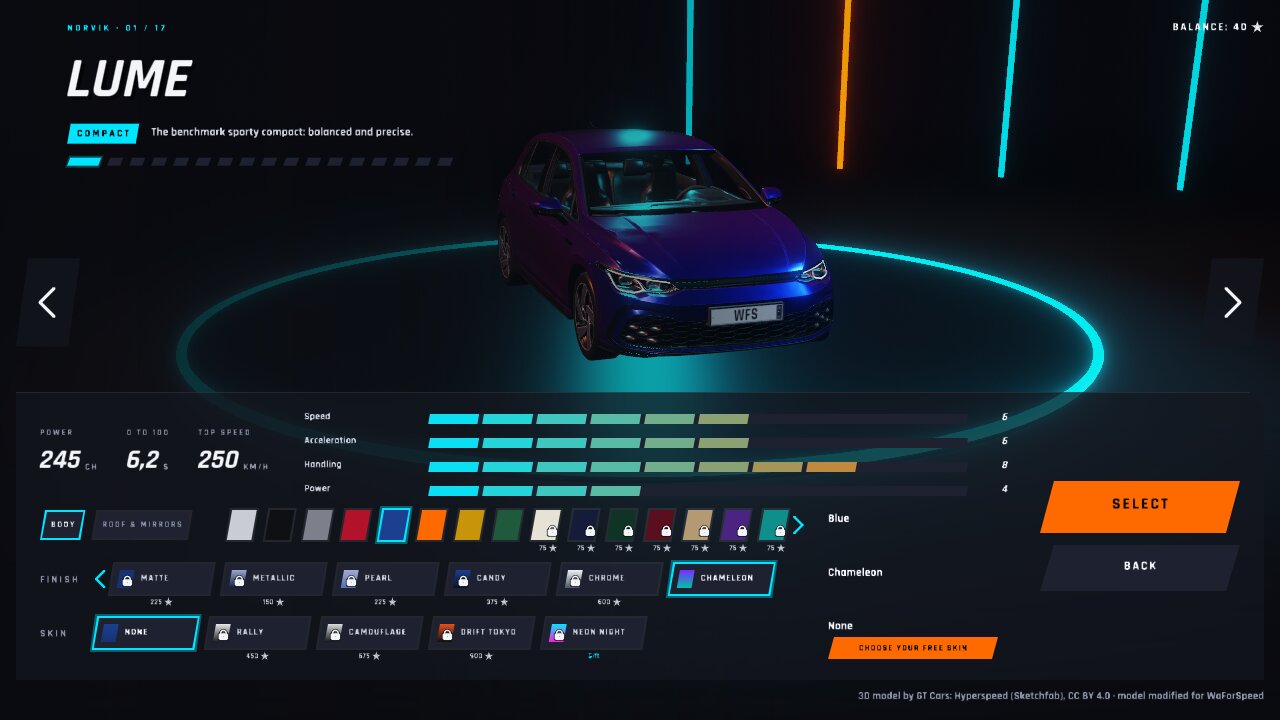 NORVIK · 01 / 17
BALANCE: 40 ★
LUME
COMPACT
The benchmark sporty compact: balanced and precise.
WFS
POWER
245 CH
0 TO 100
6,2 S
TOP SPEED
250 KM/H
Speed 6
Acceleration 6
Handling 8
Power 4
BODY
ROOF & MIRRORS
75 ★ 75 ★ 75 ★ 75 ★ 75 ★ 75 ★ 75 ★
Blue
FINISH
MATTE METALLIC PEARL CANDY CHROME CHAMELEON
225 ★ 150 ★ 225 ★ 375 ★ 600 ★
Chameleon
SKIN
NONE RALLY CAMOUFLAGE DRIFT TOKYO NEON NIGHT
450 ★ 675 ★ 900 ★ Gift
None
CHOOSE YOUR FREE SKIN
SELECT
BACK
3D model by GT Cars: Hyperspeed (Sketchfab), CC BY 4.0 · model modified for WaForSpeed